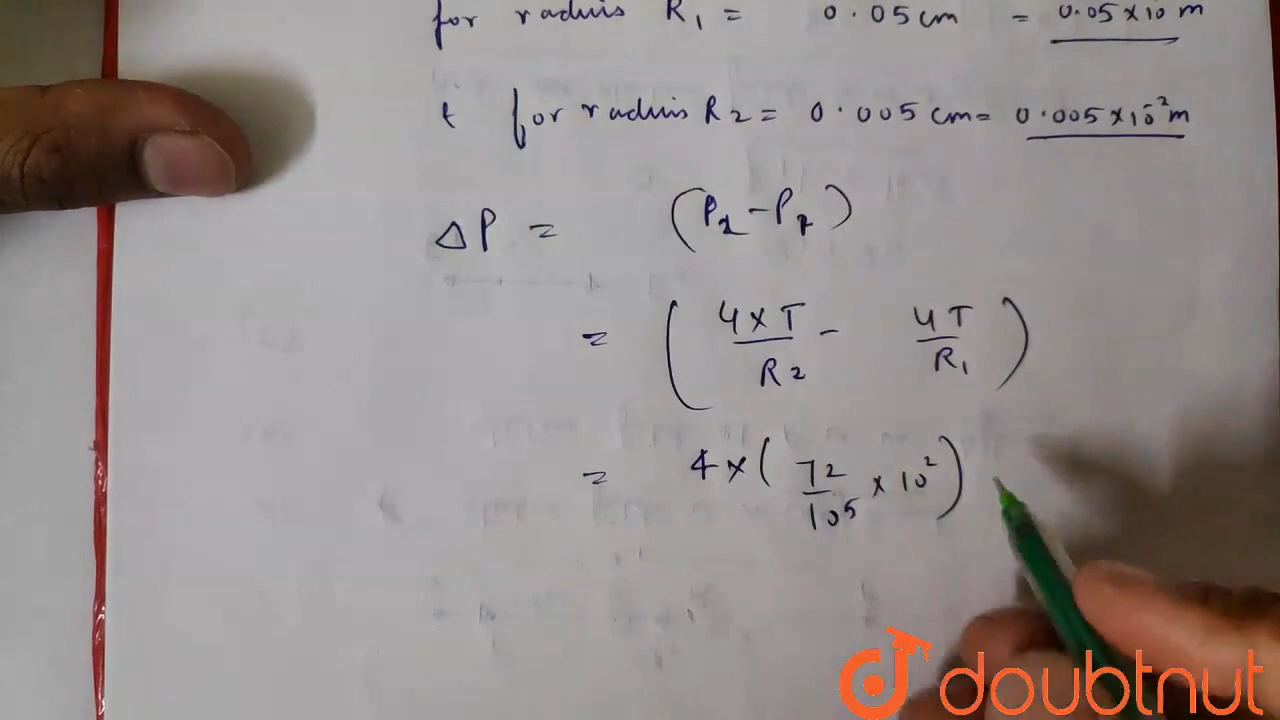 for radius R₁ = 0.05 cm = 0.05×10 m
& for radius R2 = 0.005 cm = 0.005×10⁻²m
ΔP = (P₂ - P₁)
= (4×T/R2 - 4T/R₁)
= 4×(72/10⁵ × 10²)
doubtnut